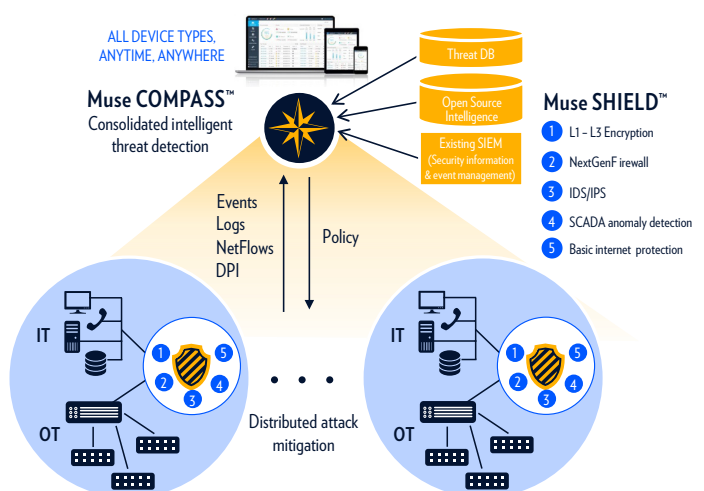 ALL DEVICE TYPES,
ANYTIME, ANYWHERE
Muse COMPASS™
Consolidated intelligent
threat detection
Threat DB
Open Source
Intelligence
Existing SIEM
(Security information
& event management)
Muse SHIELD™
1 L1 – L3 Encryption
2 NextGenF irewall
3 IDS/IPS
4 SCADA anomaly detection
5 Basic internet protection
Events
Logs
NetFlows
DPI
Policy
IT
1
2
3
4
5
OT
• • •
Distributed attack
mitigation
IT
1
2
3
4
5
OT